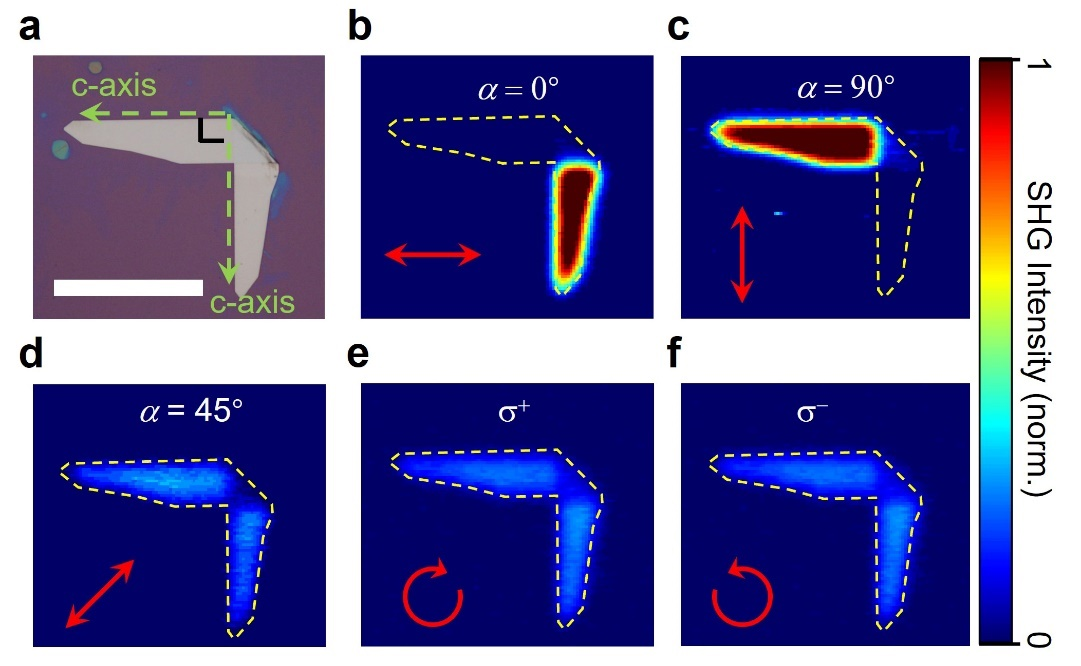 a
c-axis
c-axis
b
α = 0°
c
α = 90°
1
SHG Intensity (norm.)
0
d
α = 45°
e
σ⁺
f
σ⁻